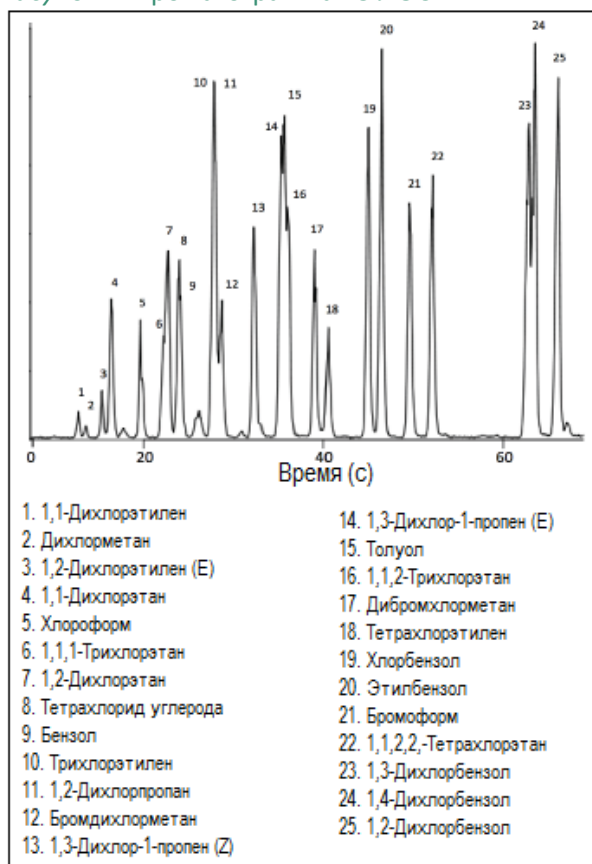 24
20
25
10
11
15
14
19
23
16
22
13
7
21
8
17
4
12
5
9
18
6
3
1
2
0
20
40
60
Время (с)
1. 1,1-Дихлорэтилен
2. Дихлорметан
3. 1,2-Дихлорэтилен (E)
4. 1,1-Дихлорэтан
5. Хлороформ
6. 1,1,1-Трихлорэтан
7. 1,2-Дихлорэтан
8. Тетрахлорид углерода
9. Бензол
10. Трихлорэтилен
11. 1,2-Дихлорпропан
12. Бромдихлорметан
13. 1,3-Дихлор-1-пропен (Z)
14. 1,3-Дихлор-1-пропен (E)
15. Толуол
16. 1,1,2-Трихлорэтан
17. Дибромхлорметан
18. Тетрахлорэтилен
19. Хлорбензол
20. Этилбензол
21. Бромоформ
22. 1,1,2,2,-Тетрахлорэтан
23. 1,3-Дихлорбензол
24. 1,4-Дихлорбензол
25. 1,2-Дихлорбензол